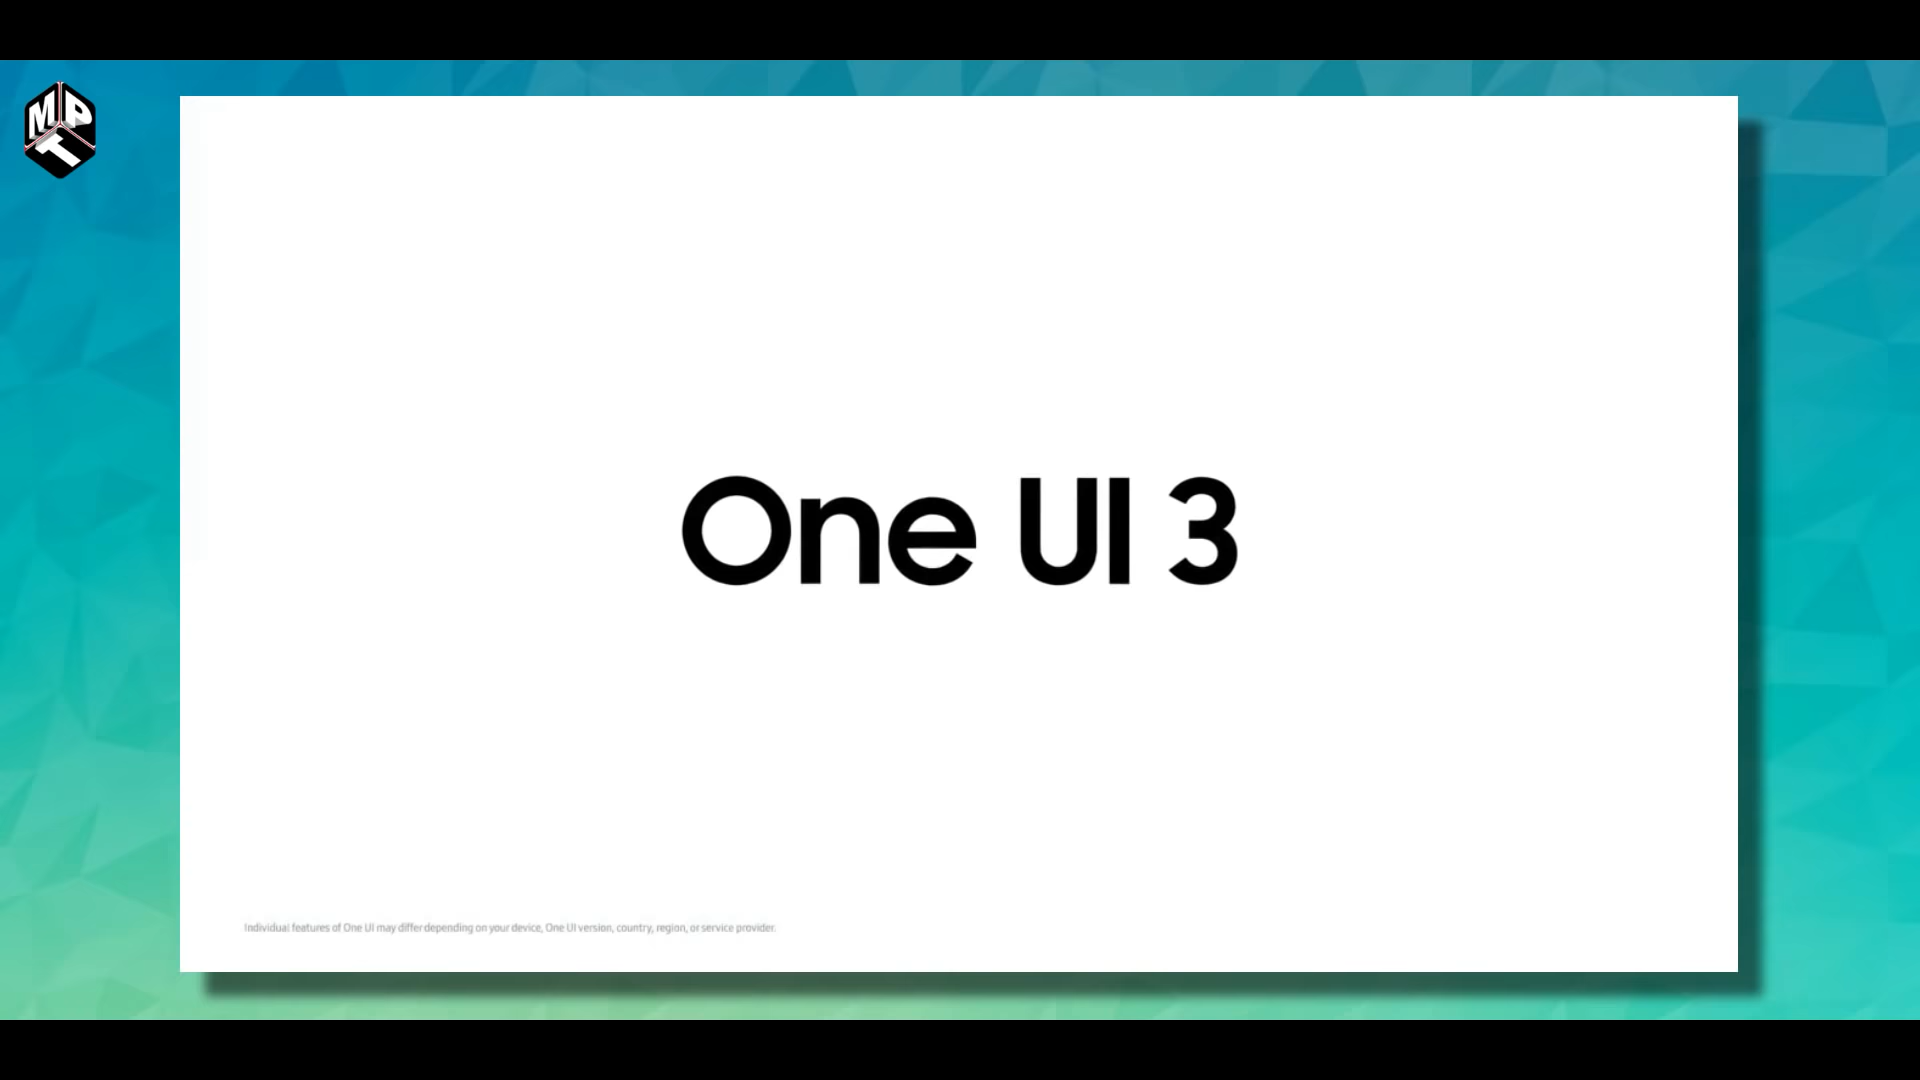 MP
T
One UI 3
Individual features of One UI may differ depending on your device, One UI version, country, region, or service provider.